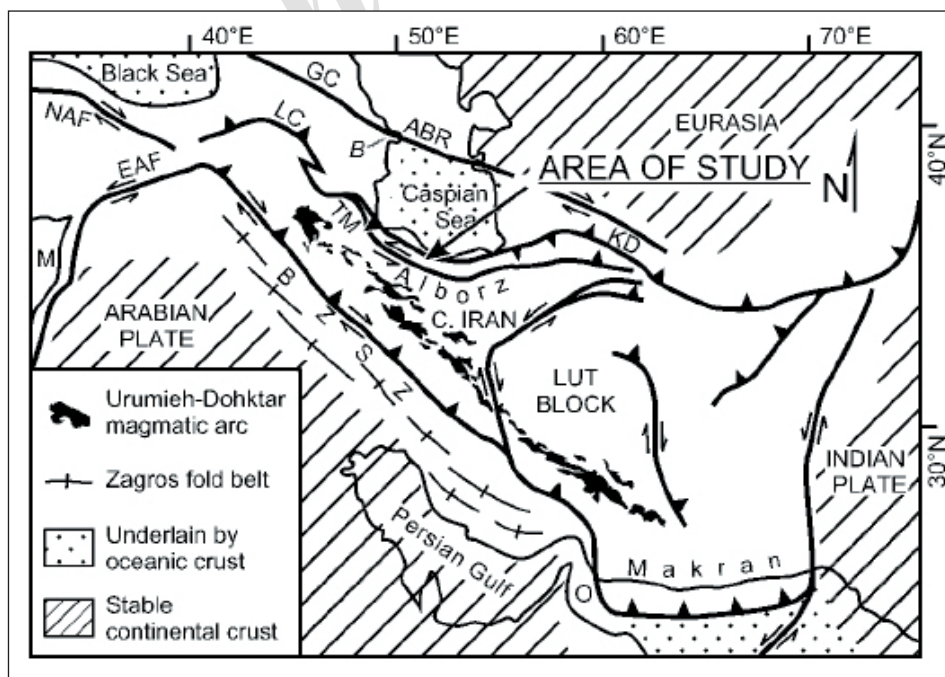 40°E
50°E
60°E
70°E
Black Sea
GC
NAF
LC
ABR
EURASIA
B
40°N
EAF
AREA OF STUDY
N
Caspian
Sea
TM
KD
M
Alborz
B Z S Z
C. IRAN
ARABIAN
PLATE
LUT
BLOCK
Urumieh-Dohktar
magmatic arc
INDIAN
PLATE
30°N
Zagros fold belt
Persian Gulf
Underlain by
oceanic crust
Makran
O
Stable
continental crust